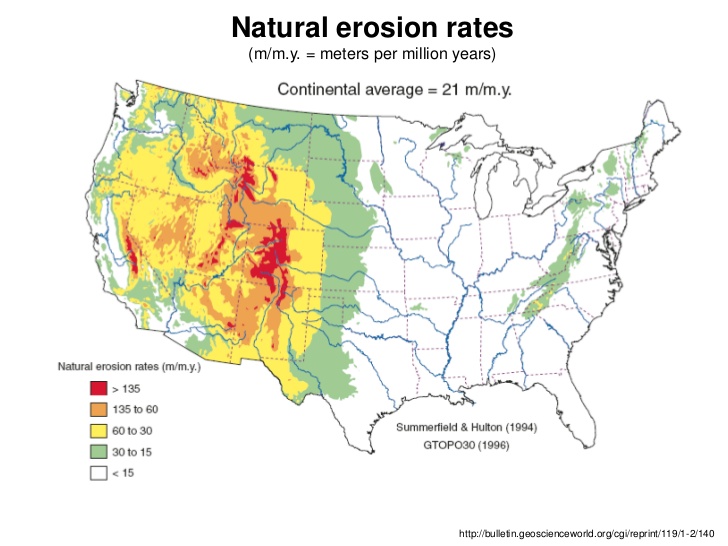 Natural erosion rates
(m/m.y. = meters per million years)
Continental average = 21 m/m.y.
Natural erosion rates (m/m.y.)
> 135
135 to 60
60 to 30
30 to 15
< 15
Summerfield & Hulton (1994)
GTOPO30 (1996)
http://bulletin.geoscienceworld.org/cgi/reprint/119/1-2/140